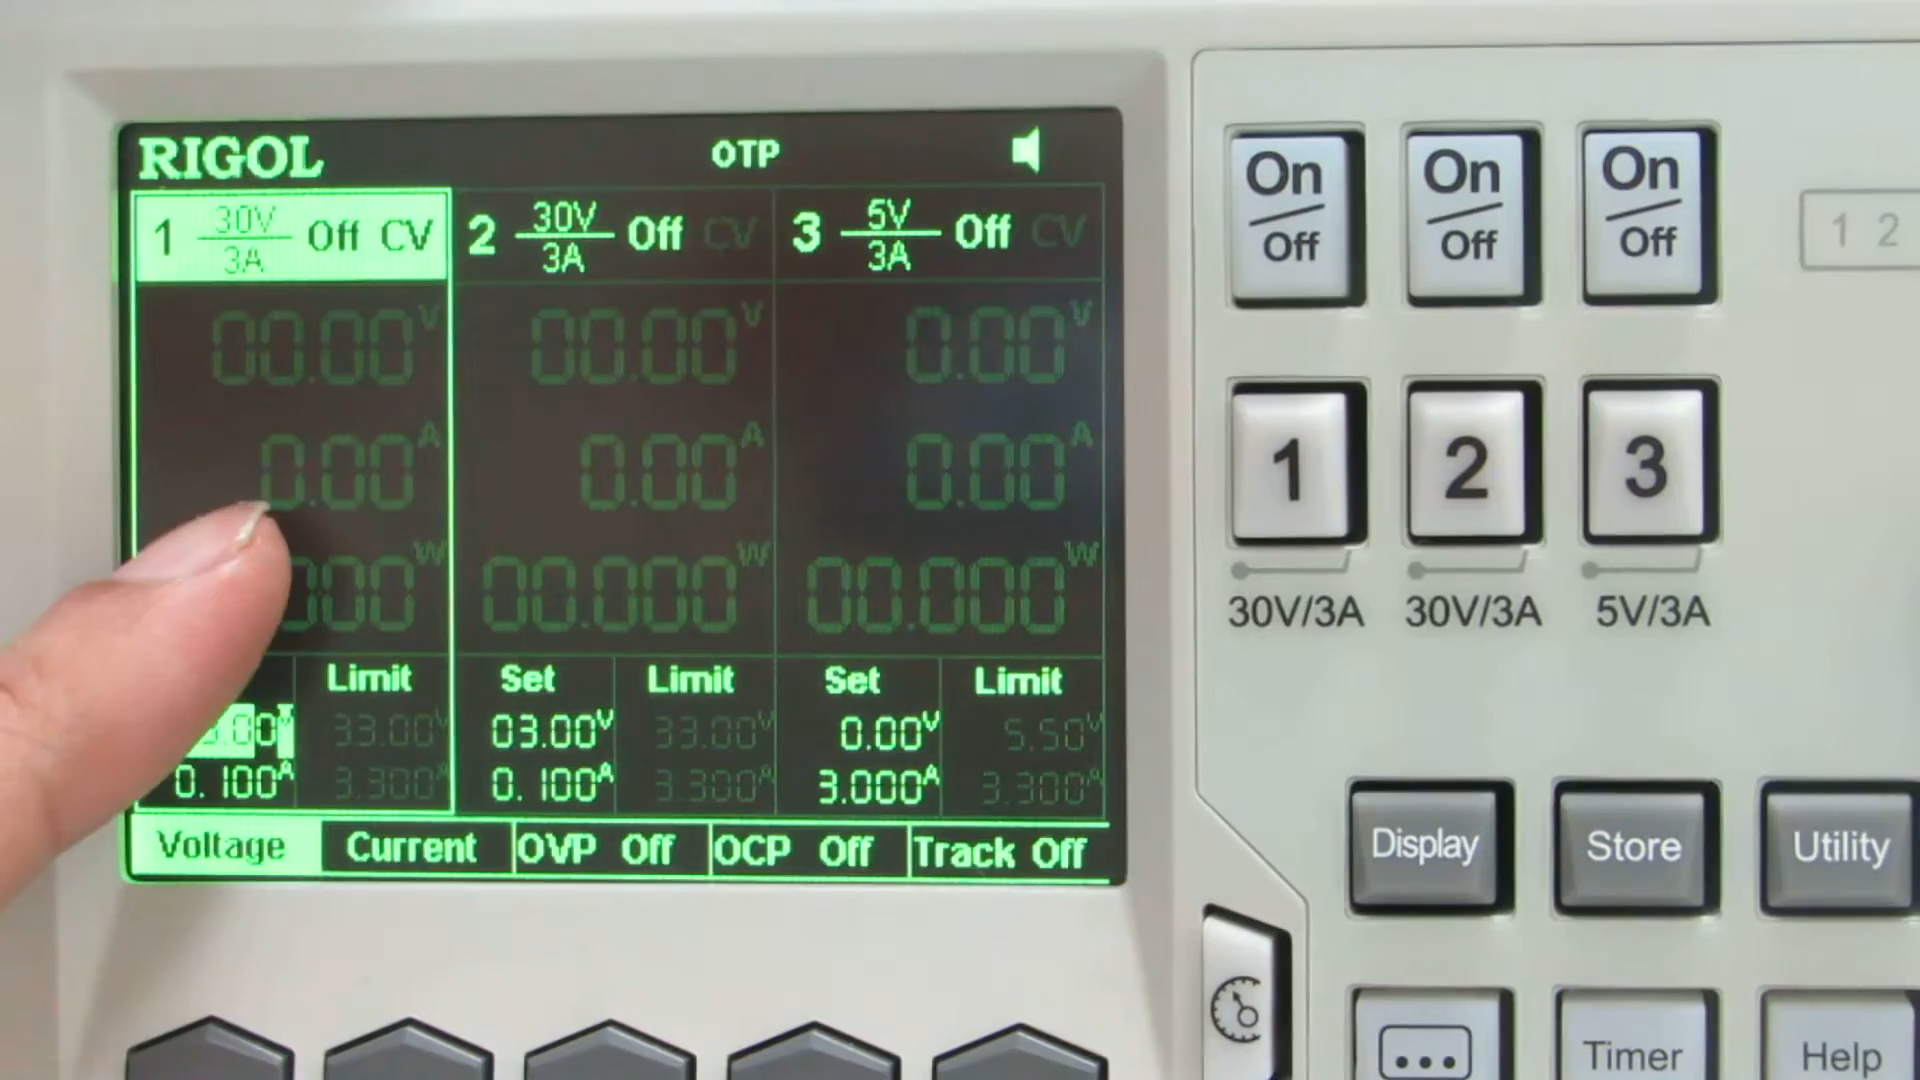 RIGOL OTP
1 30V/3A Off CV 2 30V/3A Off CV 3 5V/3A Off CV
00.00V 00.00V 0.00V
0.00A 0.00A 0.00A
000W 00.000W 00.000W
Limit Set Limit Set Limit
33.00V 03.00V 33.00V 0.00V 5.50V
0.100A 3.300A 0.100A 3.300A 3.000A 3.300A
Voltage Current OVP Off OCP Off Track Off
On/Off On/Off On/Off
1 2
1 2 3
30V/3A 30V/3A 5V/3A
Display Store Utility
Timer Help